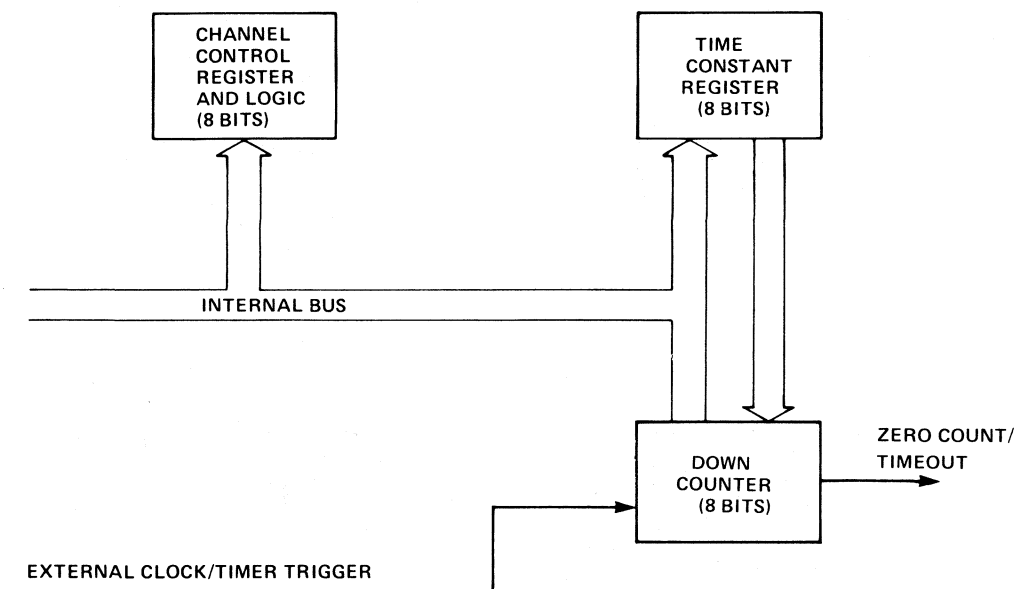 CHANNEL
CONTROL
REGISTER
AND LOGIC
(8 BITS)
TIME
CONSTANT
REGISTER
(8 BITS)
INTERNAL BUS
DOWN
COUNTER
(8 BITS)
ZERO COUNT/
TIMEOUT
EXTERNAL CLOCK/TIMER TRIGGER